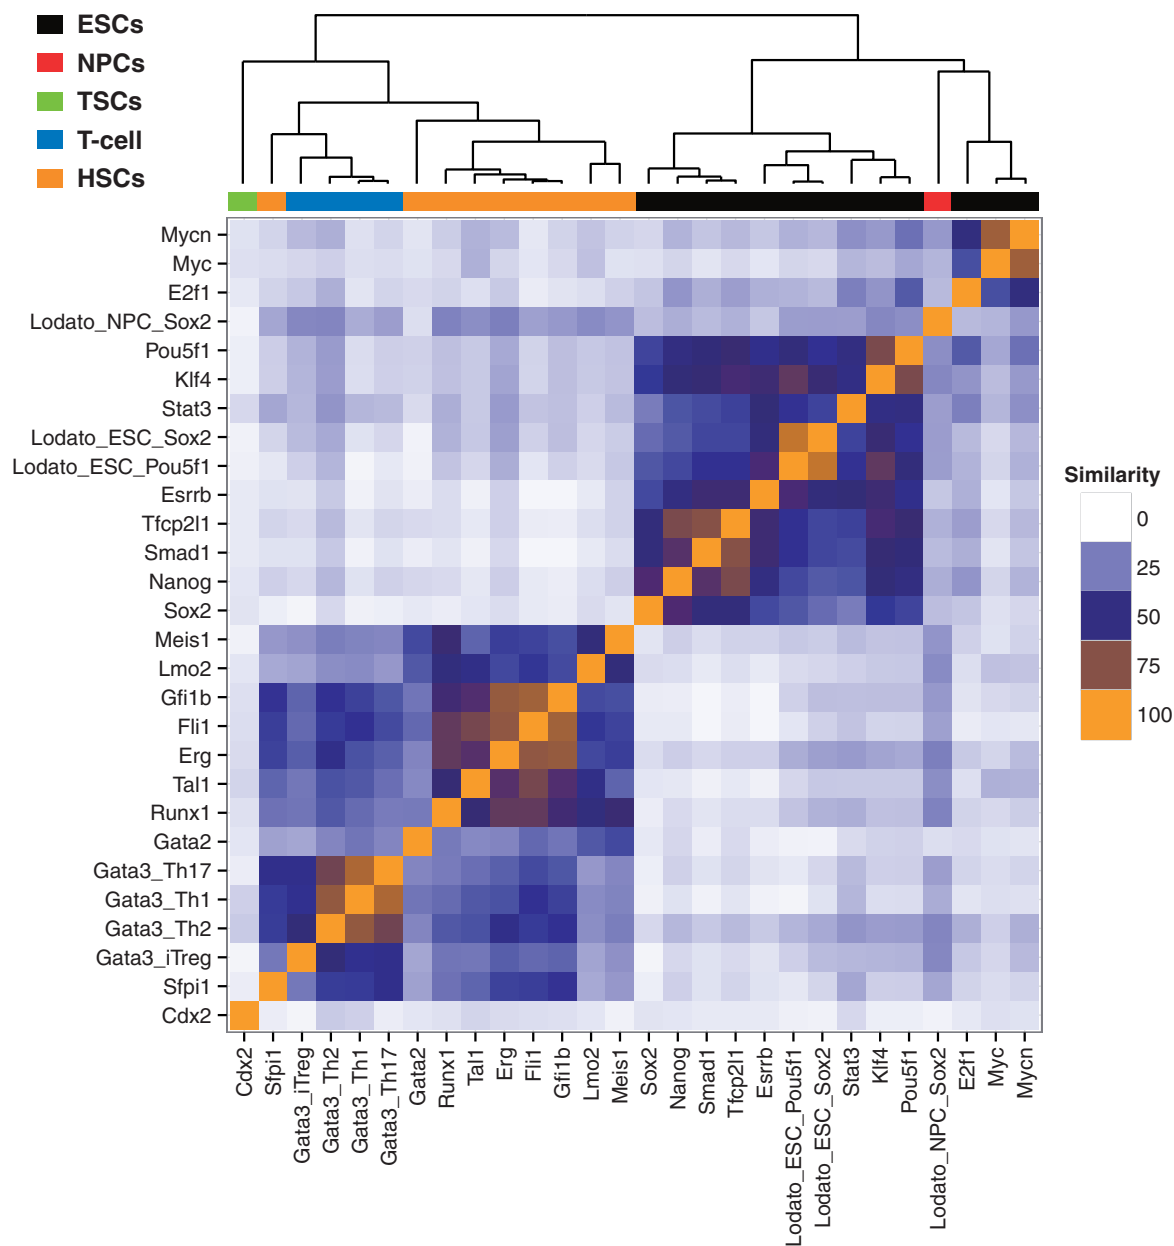 ESCs
NPCs
TSCs
T-cell
HSCs
Mycn
Myc
E2f1
Lodato_NPC_Sox2
Pou5f1
Klf4
Stat3
Lodato_ESC_Sox2
Lodato_ESC_Pou5f1
Esrrb
Tfcp2l1
Smad1
Nanog
Sox2
Meis1
Lmo2
Gfi1b
Fli1
Erg
Tal1
Runx1
Gata2
Gata3_Th17
Gata3_Th1
Gata3_Th2
Gata3_iTreg
Sfpi1
Cdx2
Similarity
0
25
50
75
100
Cdx2
Sfpi1
Gata3_iTreg
Gata3_Th2
Gata3_Th1
Gata3_Th17
Gata2
Runx1
Tal1
Erg
Fli1
Gfi1b
Lmo2
Meis1
Sox2
Nanog
Smad1
Tfcp2l1
Esrrb
Lodato_ESC_Pou5f1
Lodato_ESC_Sox2
Stat3
Klf4
Pou5f1
Lodato_NPC_Sox2
E2f1
Myc
Mycn